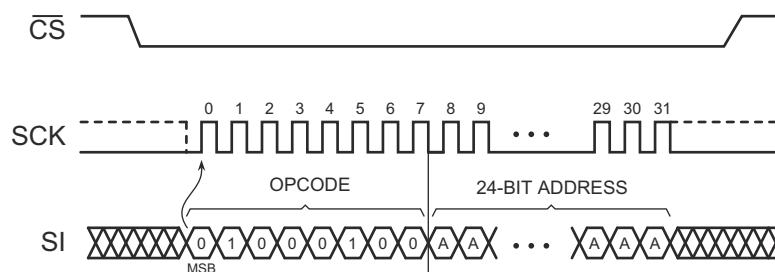 CS
0 1 2 3 4 5 6 7 8 9 29 30 31
SCK
OPCODE 24-BIT ADDRESS
SI 0 1 0 0 0 1 0 0 A A A A A
MSB